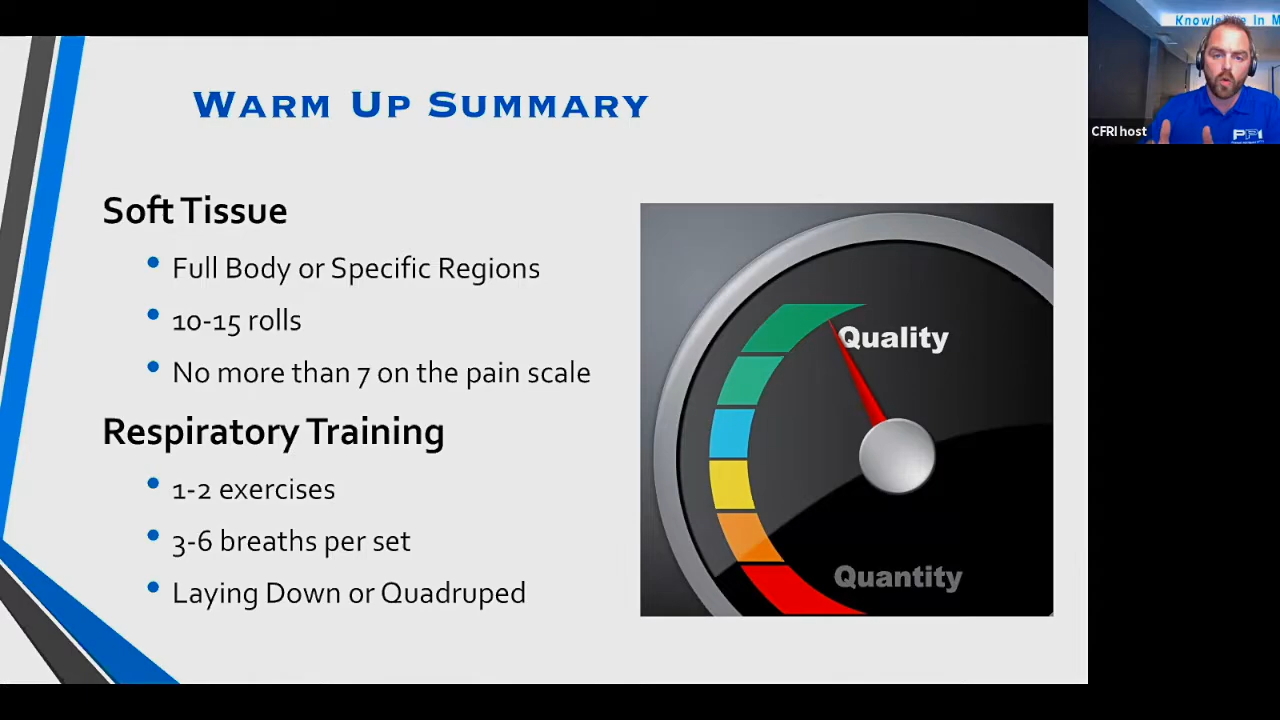 Warm Up Summary
Soft Tissue
• Full Body or Specific Regions
• 10-15 rolls
• No more than 7 on the pain scale
Respiratory Training
• 1-2 exercises
• 3-6 breaths per set
• Laying Down or Quadruped
Quality
Quantity
In M
CFRI host